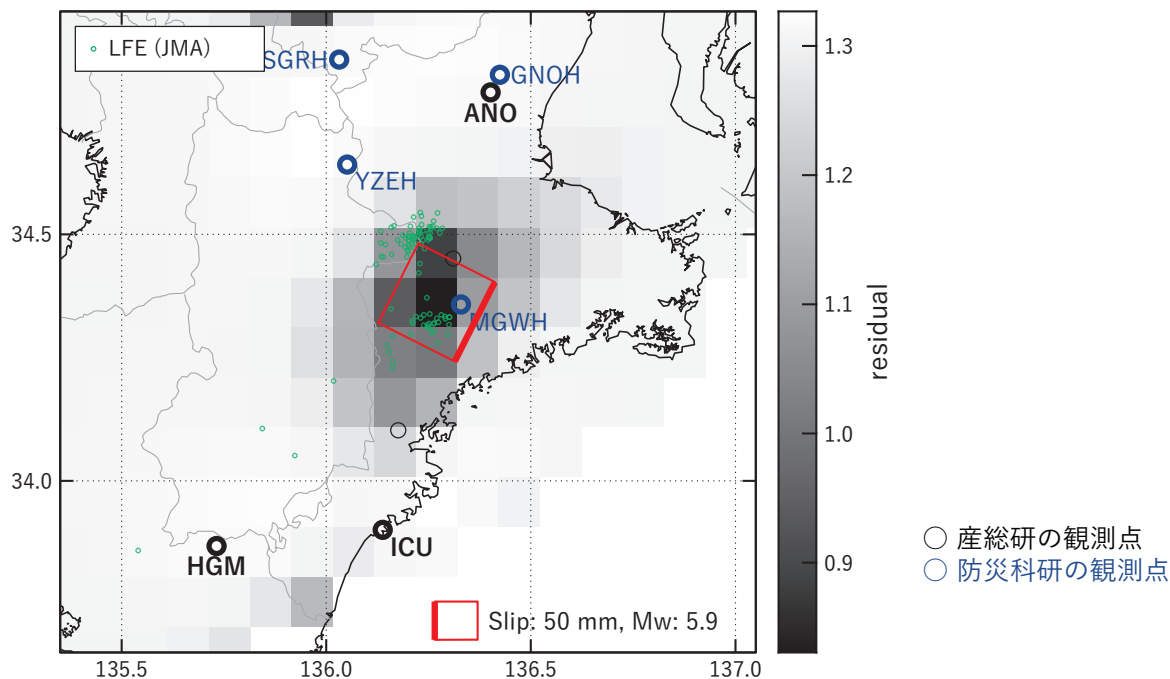 LFE (JMA)
SGRH
GNOH
ANO
YZEH
MGWH
ICU
HGM
Slip: 50 mm, Mw: 5.9
34.5
34.0
135.5
136.0
136.5
137.0
1.3
1.2
1.1
1.0
0.9
residual
産総研の観測点
防災科研の観測点